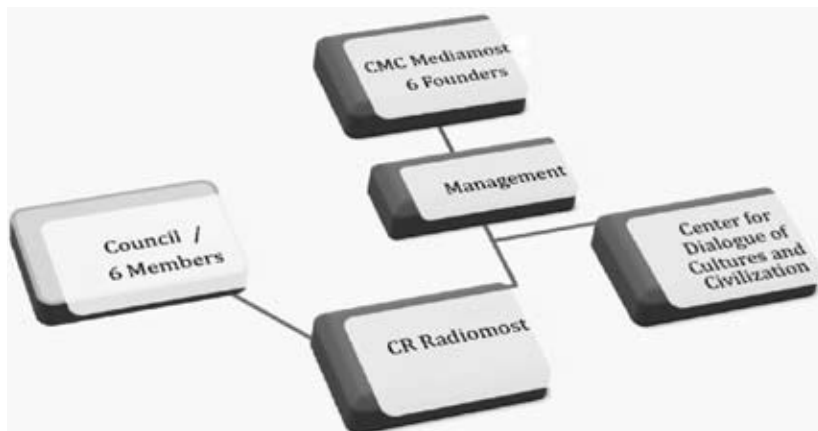 CMC Mediamost
6 Founders
Management
Council /
6 Members
Center for
Dialogue of
Cultures and
Civilization
CR Radiomost